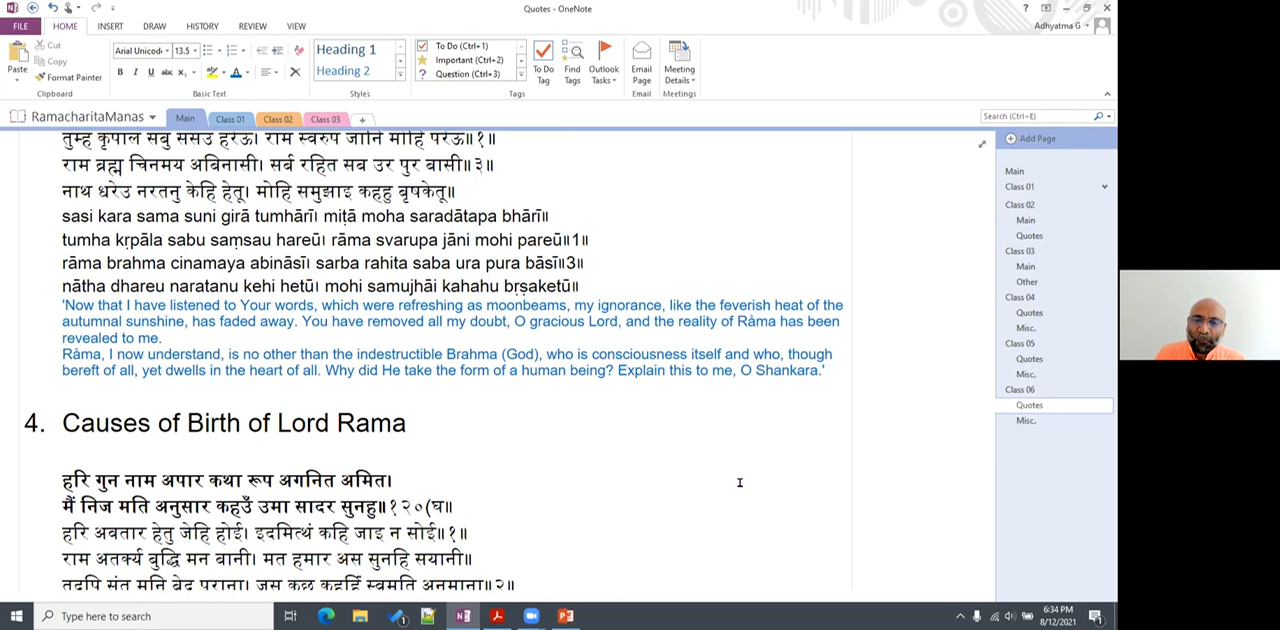 Quotes - OneNote
FILE HOME INSERT DRAW HISTORY REVIEW VIEW
Adhyatma G
Paste
Cut
Copy
Format Painter
Clipboard
Arial Unicod 13.5
B I U abc x₂ A
Basic Text
Heading 1
Heading 2
Styles
To Do (Ctrl+1)
Important (Ctrl+2)
Question (Ctrl+3)
To Do Tag
Find Tags
Outlook Tasks
Tags
Email Page
Email
Meeting Details
Meetings
RamacharitaManas Main Class 01 Class 02 Class 03
Search (Ctrl+E)
तुम्ह कृपाल सबु संसउ हरेऊ। राम स्वरुप जानि मोहि परेऊ॥१॥
राम ब्रह्म चिनमय अबिनासी। सर्ब रहित सब उर पुर बासी॥३॥
नाथ धरेउ नरतनु केहि हेतू। मोहि समुझाइ कहहु बृषकेतू॥
sasi kara sama suni girā tumhārī। miṭā moha saradātapa bhārī॥
tumha kṛpāla sabu saṃsau hareū। rāma svarupa jāni mohi pareū॥1॥
rāma brahma cinamaya abināsī। sarba rahita saba ura pura bāsī॥3॥
nātha dhareu naratanu kehi hetū। mohi samujhāi kahahu bṛṣaketū॥
'Now that I have listened to Your words, which were refreshing as moonbeams, my ignorance, like the feverish heat of the
autumnal sunshine, has faded away. You have removed all my doubt, O gracious Lord, and the reality of Rāma has been
revealed to me.
Rāma, I now understand, is no other than the indestructible Brahma (God), who is consciousness itself and who, though
bereft of all, yet dwells in the heart of all. Why did He take the form of a human being? Explain this to me, O Shankara.'
4. Causes of Birth of Lord Rama
हरि गुन नाम अपार कथा रूप अगनित अमित।
मैं निज मति अनुसार कहउँ उमा सादर सुनहु॥१२०(घ॥
हरि अवतार हेतु जेहि होई। इदमित्थं कहि जाइ न सोई॥१॥
राम अतर्क्य बुद्धि मन बानी। मत हमार अस सुनहि सयानी॥
तदपि संत मुनि बेद पुराना। जस कछु कहहिं स्वमति अनुमाना॥२॥
Add Page
Main
Class 01
Class 02
Main
Quotes
Class 03
Main
Other
Class 04
Quotes
Misc.
Class 05
Quotes
Misc.
Class 06
Quotes
Misc.
Type here to search
6:34 PM
8/12/2021